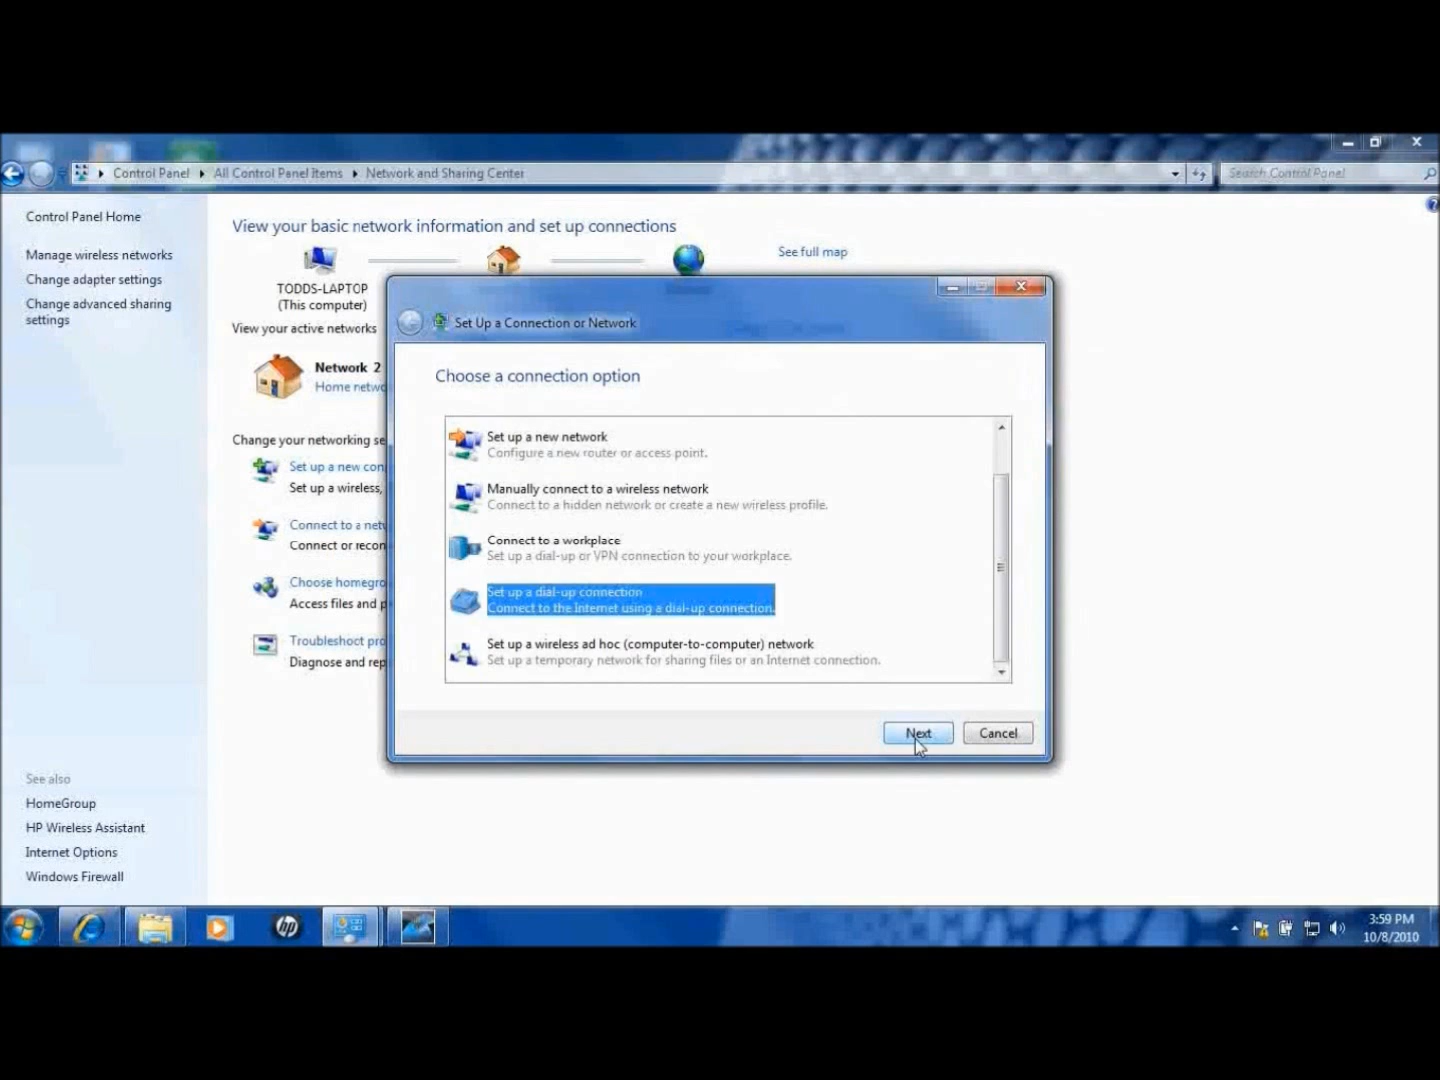 Control Panel
All Control Panel Items
Network and Sharing Center
Search Control Panel
Control Panel Home
Manage wireless networks
Change adapter settings
Change advanced sharing
settings
View your basic network information and set up connections
See full map
TODDS-LAPTOP
(This computer)
View your active networks
Network 2
Home netwo
Change your networking se
Set up a new con
Set up a wireless,
Connect to a net
Connect or recon
Choose homegro
Access files and p
Troubleshoot pro
Diagnose and rep
Set Up a Connection or Network
Choose a connection option
Set up a new network
Configure a new router or access point.
Manually connect to a wireless network
Connect to a hidden network or create a new wireless profile.
Connect to a workplace
Set up a dial-up or VPN connection to your workplace.
Set up a dial-up connection
Connect to the Internet using a dial-up connection.
Set up a wireless ad hoc (computer-to-computer) network
Set up a temporary network for sharing files or an Internet connection.
Next
Cancel
See also
HomeGroup
HP Wireless Assistant
Internet Options
Windows Firewall
hp
3:59 PM
10/8/2010